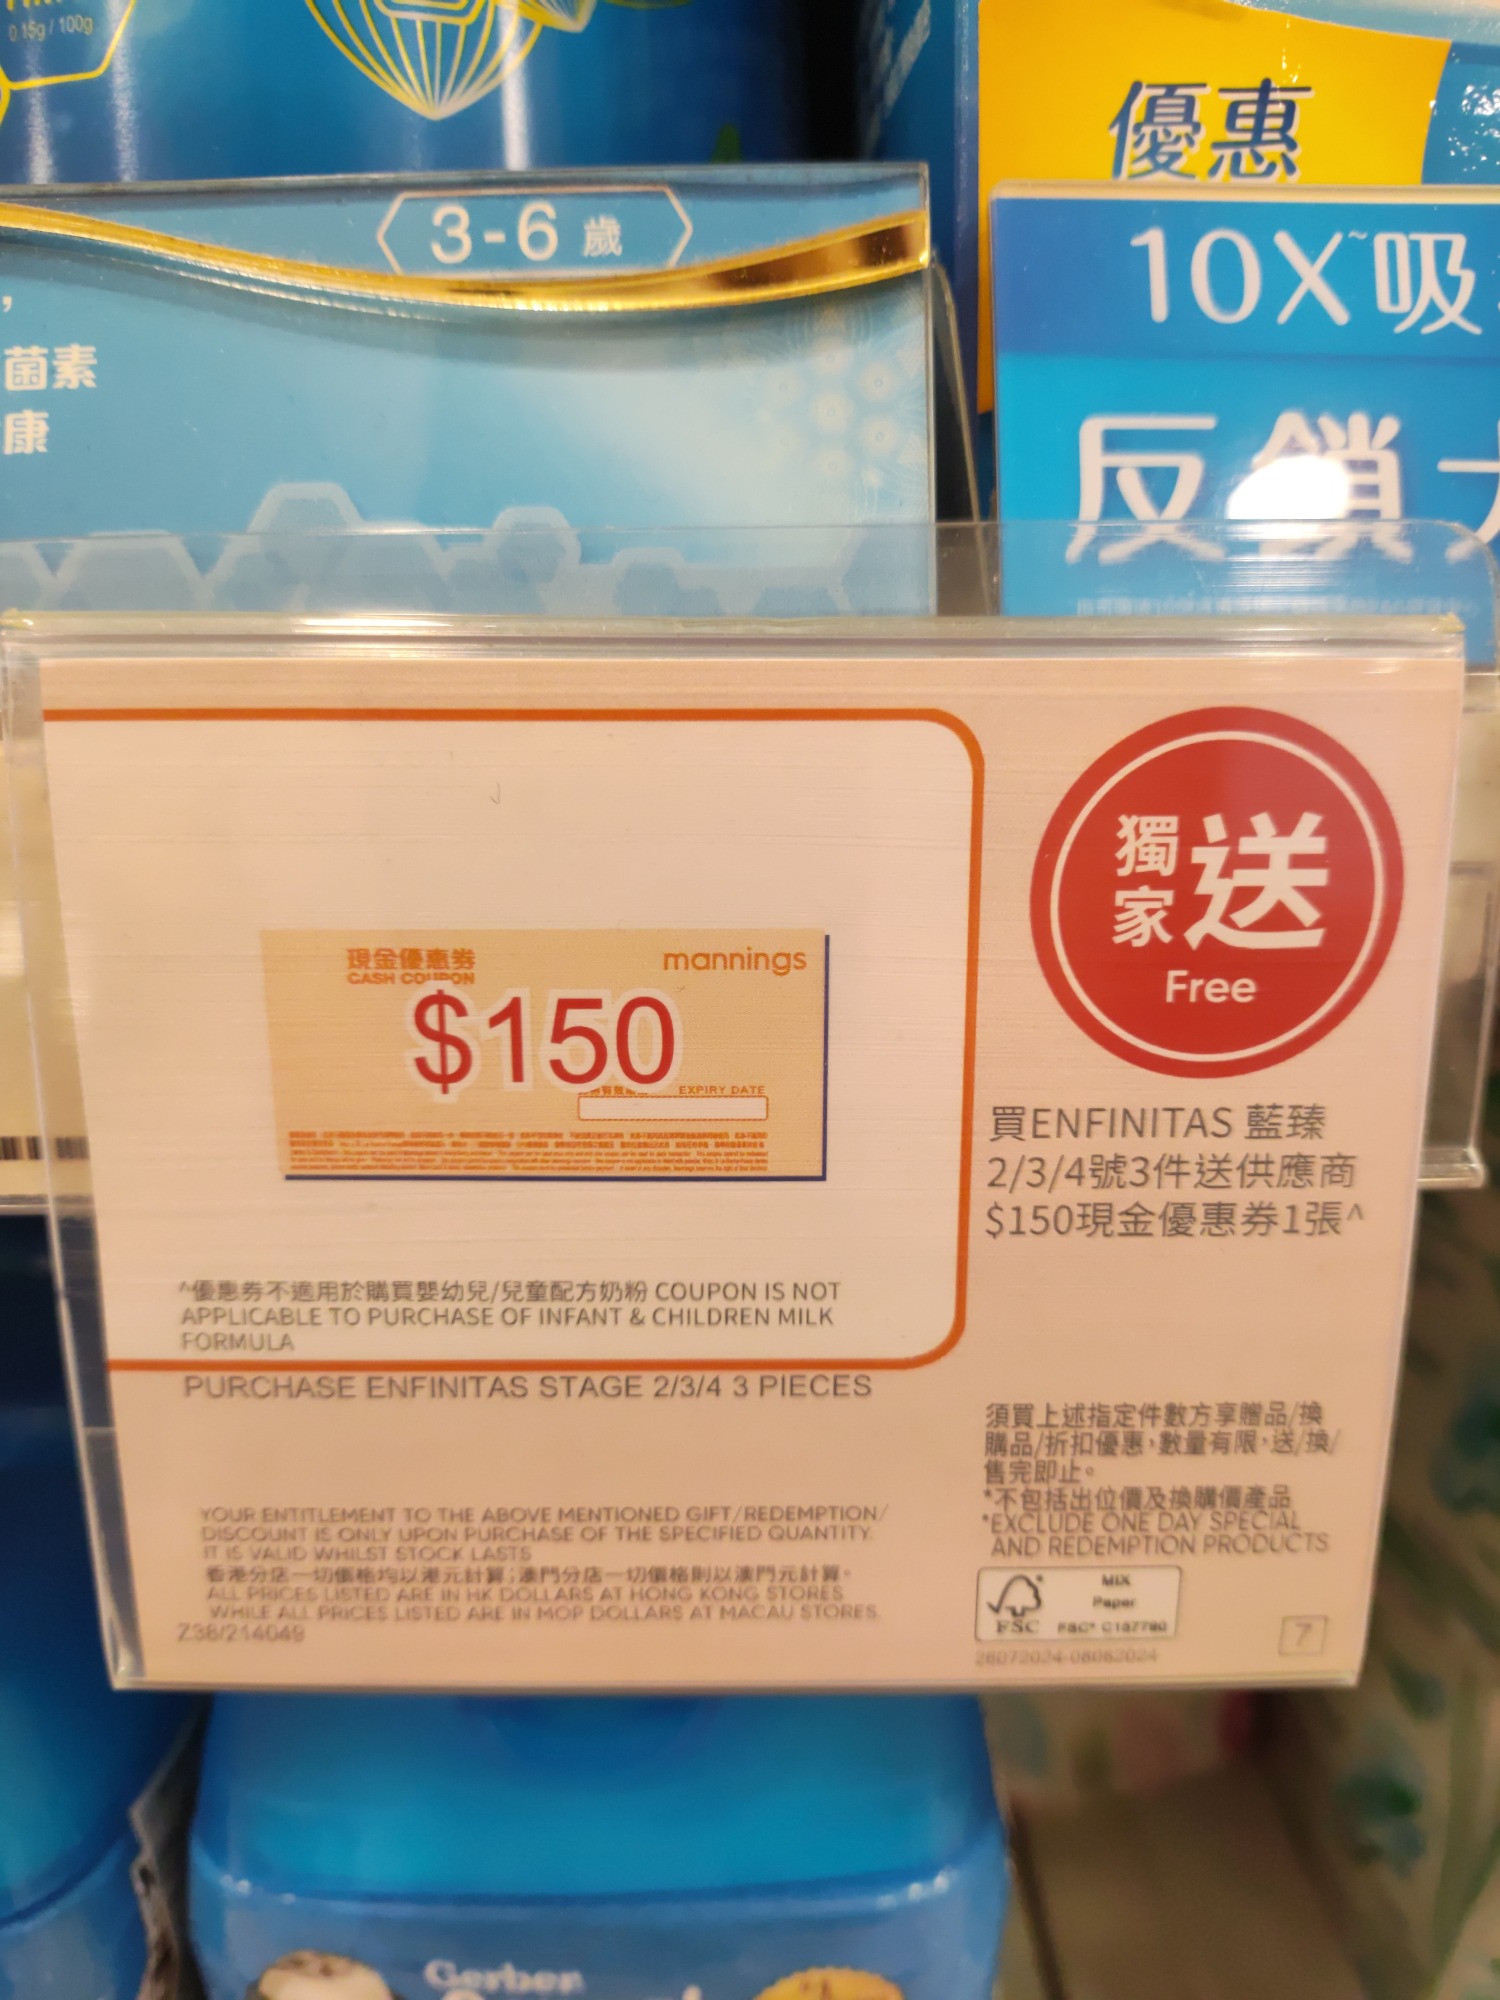 0.15g / 100g
優惠
3-6 歲
10X~吸
,
菌素
康
反鎖
獨家
送
Free
現金優惠券
CASH COUPON
mannings
$150
EXPIRY DATE
買ENFINITAS 藍臻
2/3/4號3件送供應商
$150現金優惠券1張^
^優惠券不適用於購買嬰幼兒/兒童配方奶粉 COUPON IS NOT
APPLICABLE TO PURCHASE OF INFANT & CHILDREN MILK
FORMULA
PURCHASE ENFINITAS STAGE 2/3/4 3 PIECES
須買上述指定件數方享贈品/換
購品/折扣優惠,數量有限,送/換/
售完即止。
*不包括出位價及換購價產品
*EXCLUDE ONE DAY SPECIAL
AND REDEMPTION PRODUCTS
YOUR ENTITLEMENT TO THE ABOVE MENTIONED GIFT/REDEMPTION/
DISCOUNT IS ONLY UPON PURCHASE OF THE SPECIFIED QUANTITY.
IT IS VALID WHILST STOCK LASTS
香港分店一切價格均以港元計算;澳門分店一切價格則以澳門元計算。
ALL PRICES LISTED ARE IN HK DOLLARS AT HONG KONG STORES
WHILE ALL PRICES LISTED ARE IN MOP DOLLARS AT MACAU STORES.
Z38/214049
FSC
MIX
Paper
FSC® C157780
7
26072024-08082024
Gerber